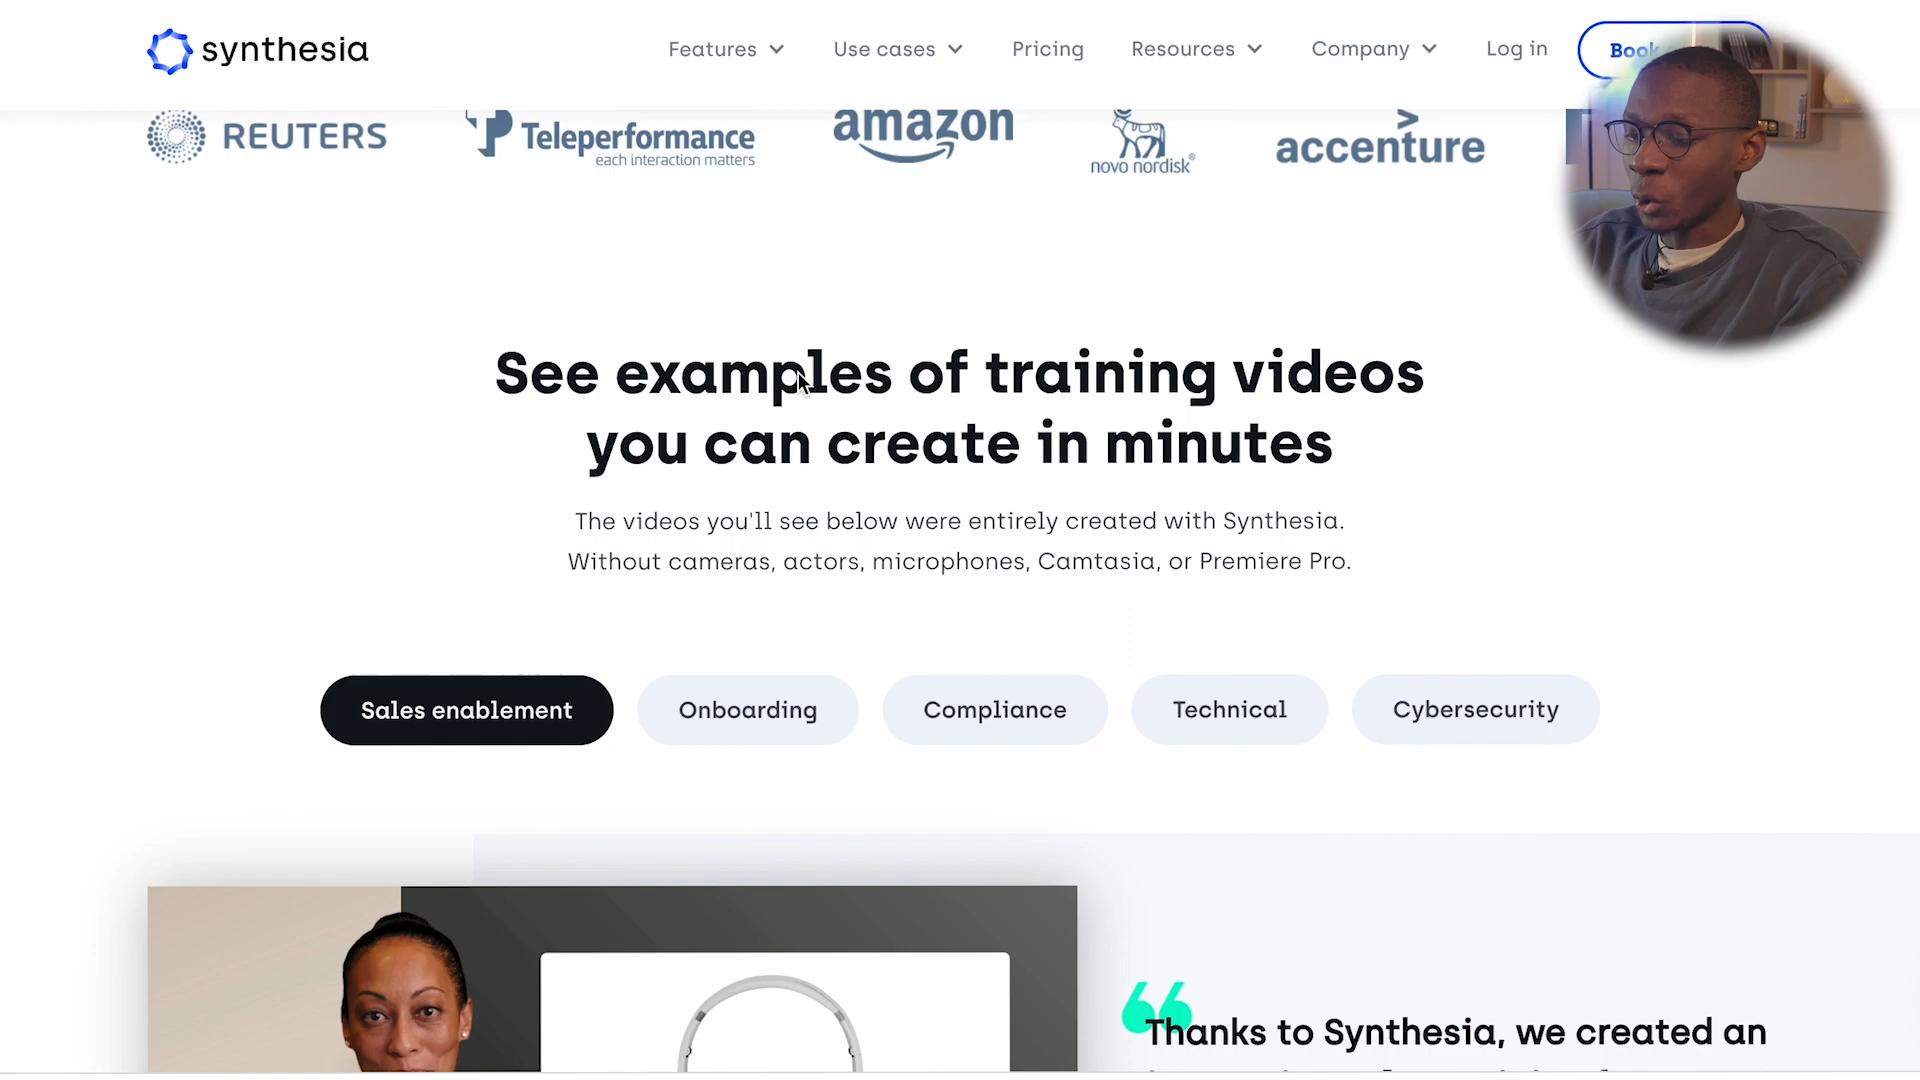 synthesia
Features
Use cases
Pricing
Resources
Company
Log in
Book
REUTERS
Teleperformance
each interaction matters
amazon
novo nordisk®
accenture
See examples of training videos
you can create in minutes
The videos you'll see below were entirely created with Synthesia.
Without cameras, actors, microphones, Camtasia, or Premiere Pro.
Sales enablement
Onboarding
Compliance
Technical
Cybersecurity
Thanks to Synthesia, we created an